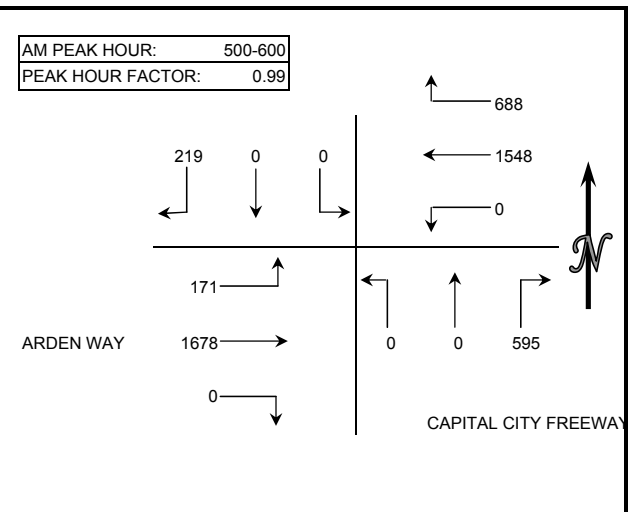 AM PEAK HOUR: 500-600
PEAK HOUR FACTOR: 0.99
688
219 0 0 1548
0
N
171
ARDEN WAY 1678 0 0 595
0
CAPITAL CITY FREEWAY